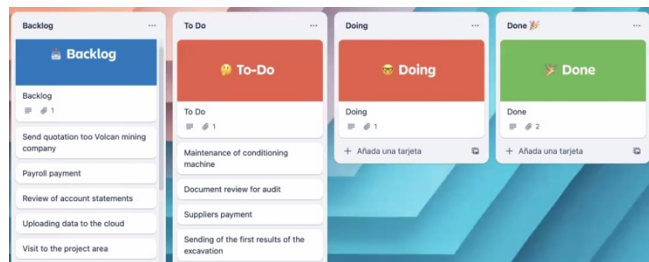 Backlog
Backlog
Backlog
1
Send quotation too Volcan mining
company
Payroll payment
Review of account statements
Uploading data to the cloud
Visit to the project area
To Do
To-Do
To Do
1
Maintenance of conditioning
machine
Document review for audit
Suppliers payment
Sending of the first results of the
excavation
Doing
Doing
Doing
1
+ Añada una tarjeta
Done
Done
Done
2
+ Añada una tarjeta